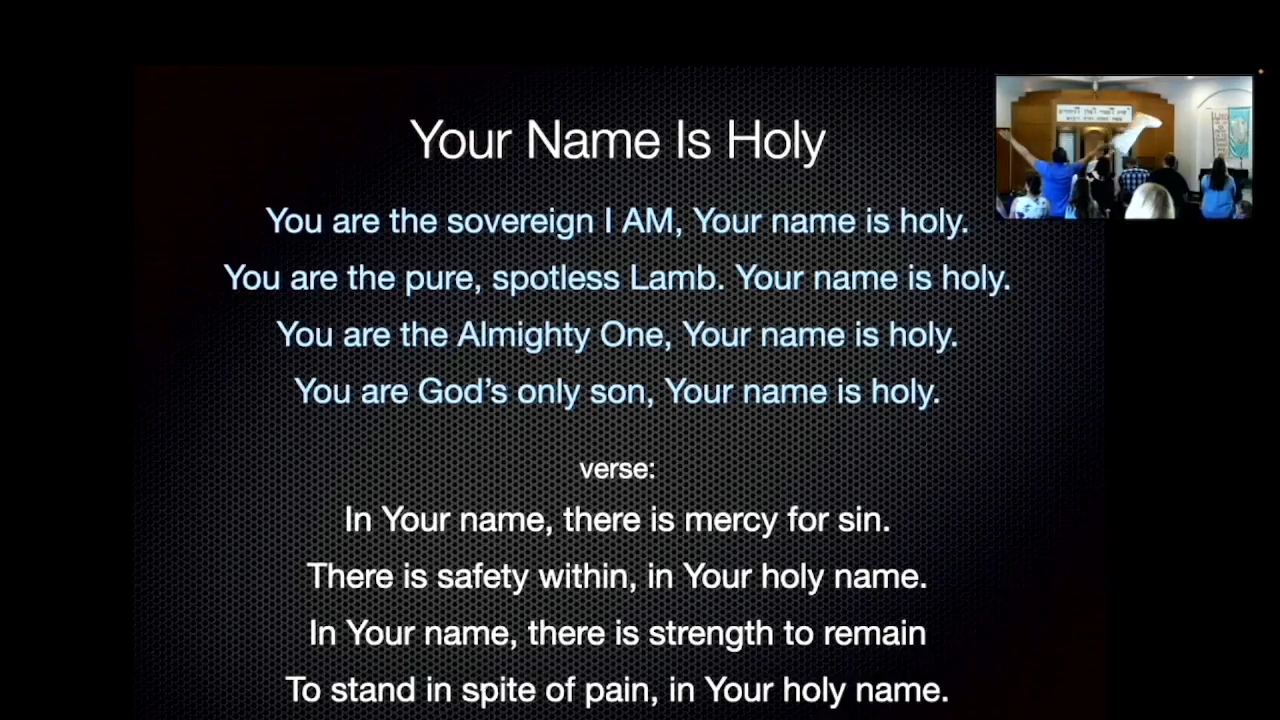 Your Name Is Holy
You are the sovereign I AM, Your name is holy.
You are the pure, spotless Lamb. Your name is holy.
You are the Almighty One, Your name is holy.
You are God’s only son, Your name is holy.
verse:
In Your name, there is mercy for sin.
There is safety within, in Your holy name.
In Your name, there is strength to remain
To stand in spite of pain, in Your holy name.